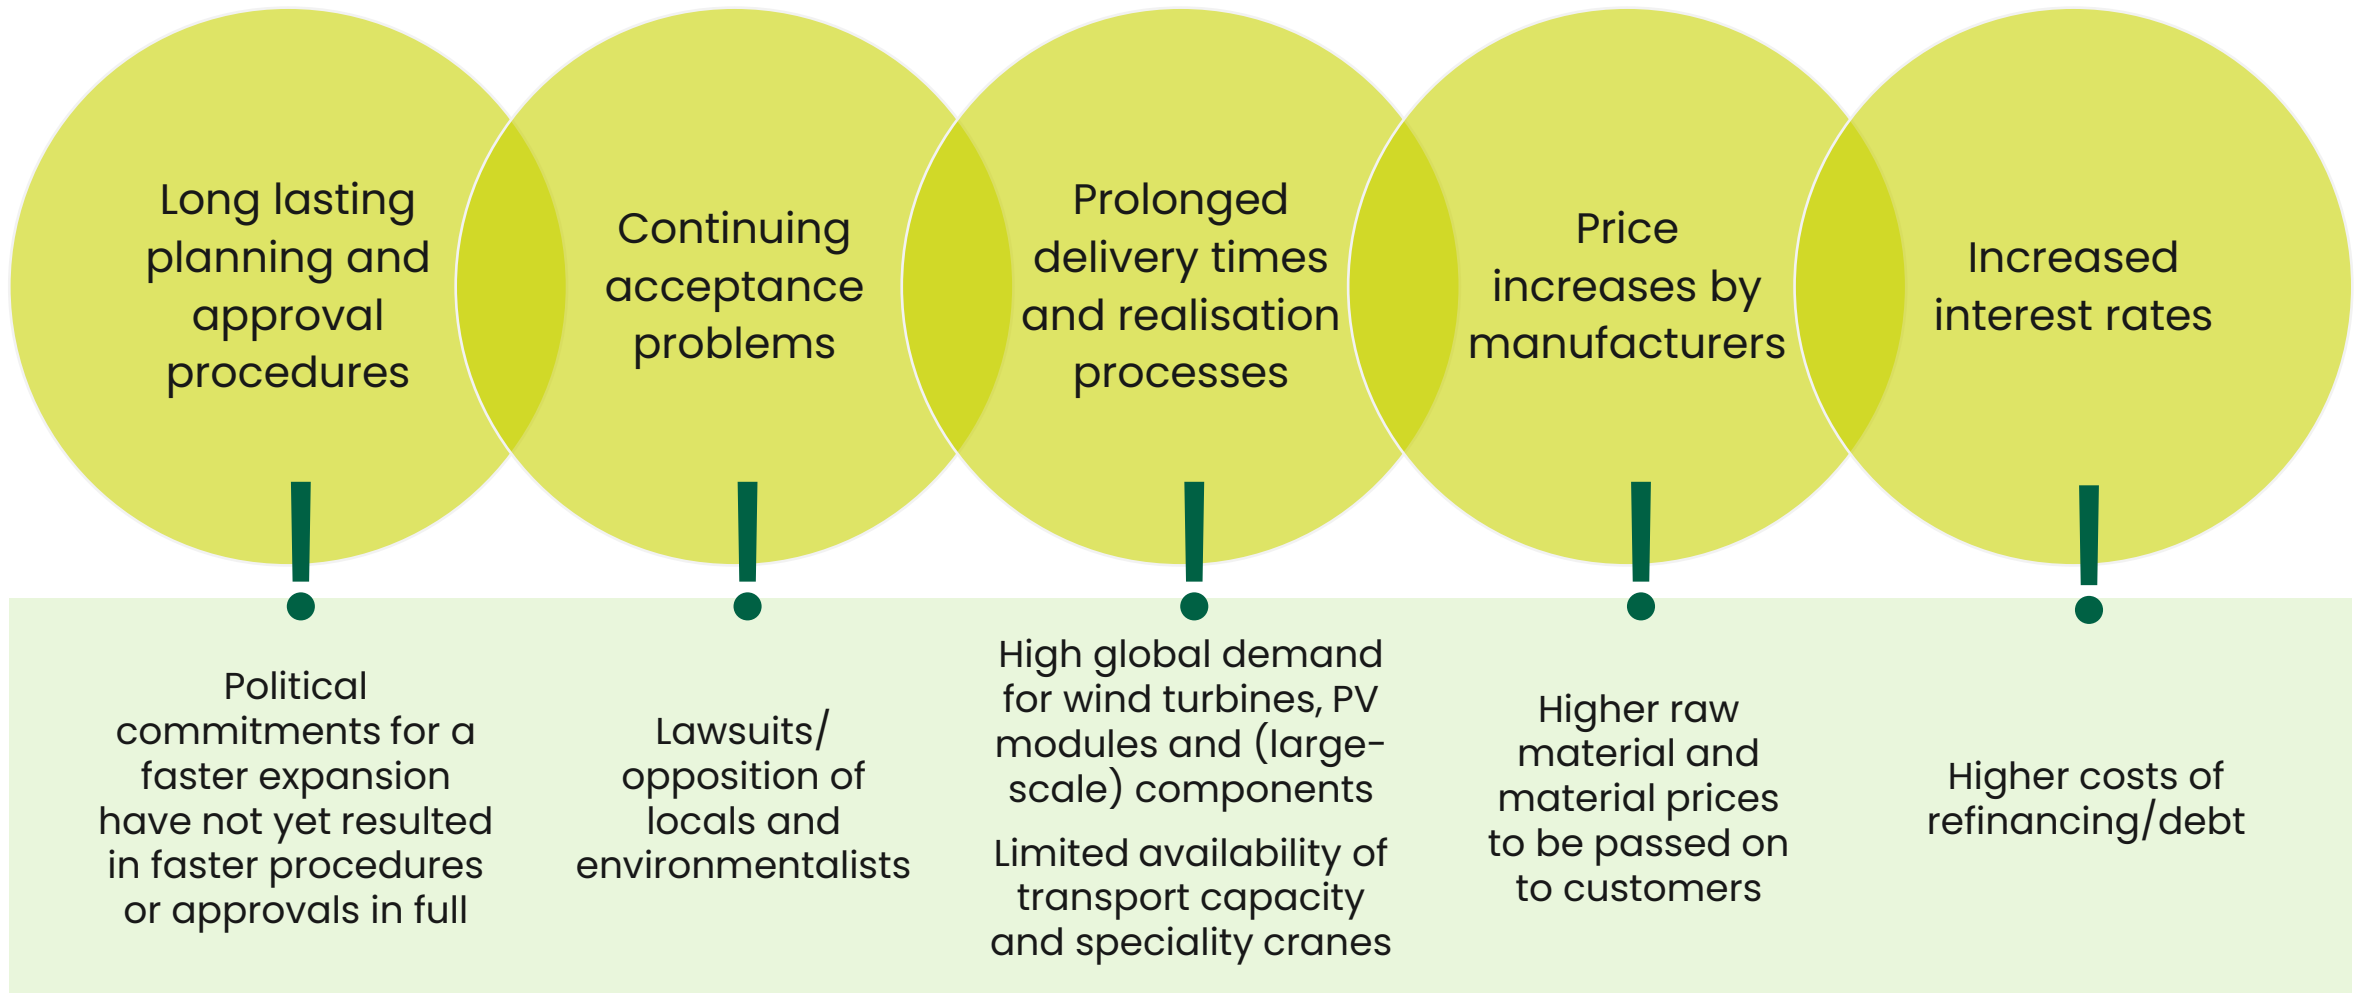 Long lasting
planning and
approval
procedures
Continuing
acceptance
problems
Prolonged
delivery times
and realisation
processes
Price
increases by
manufacturers
Increased
interest rates
Political
commitments for a
faster expansion
have not yet resulted
in faster procedures
or approvals in full
Lawsuits/
opposition of
locals and
environmentalists
High global demand
for wind turbines, PV
modules and (large-
scale) components
Limited availability of
transport capacity
and speciality cranes
Higher raw
material and
material prices
to be passed on
to customers
Higher costs of
refinancing/debt